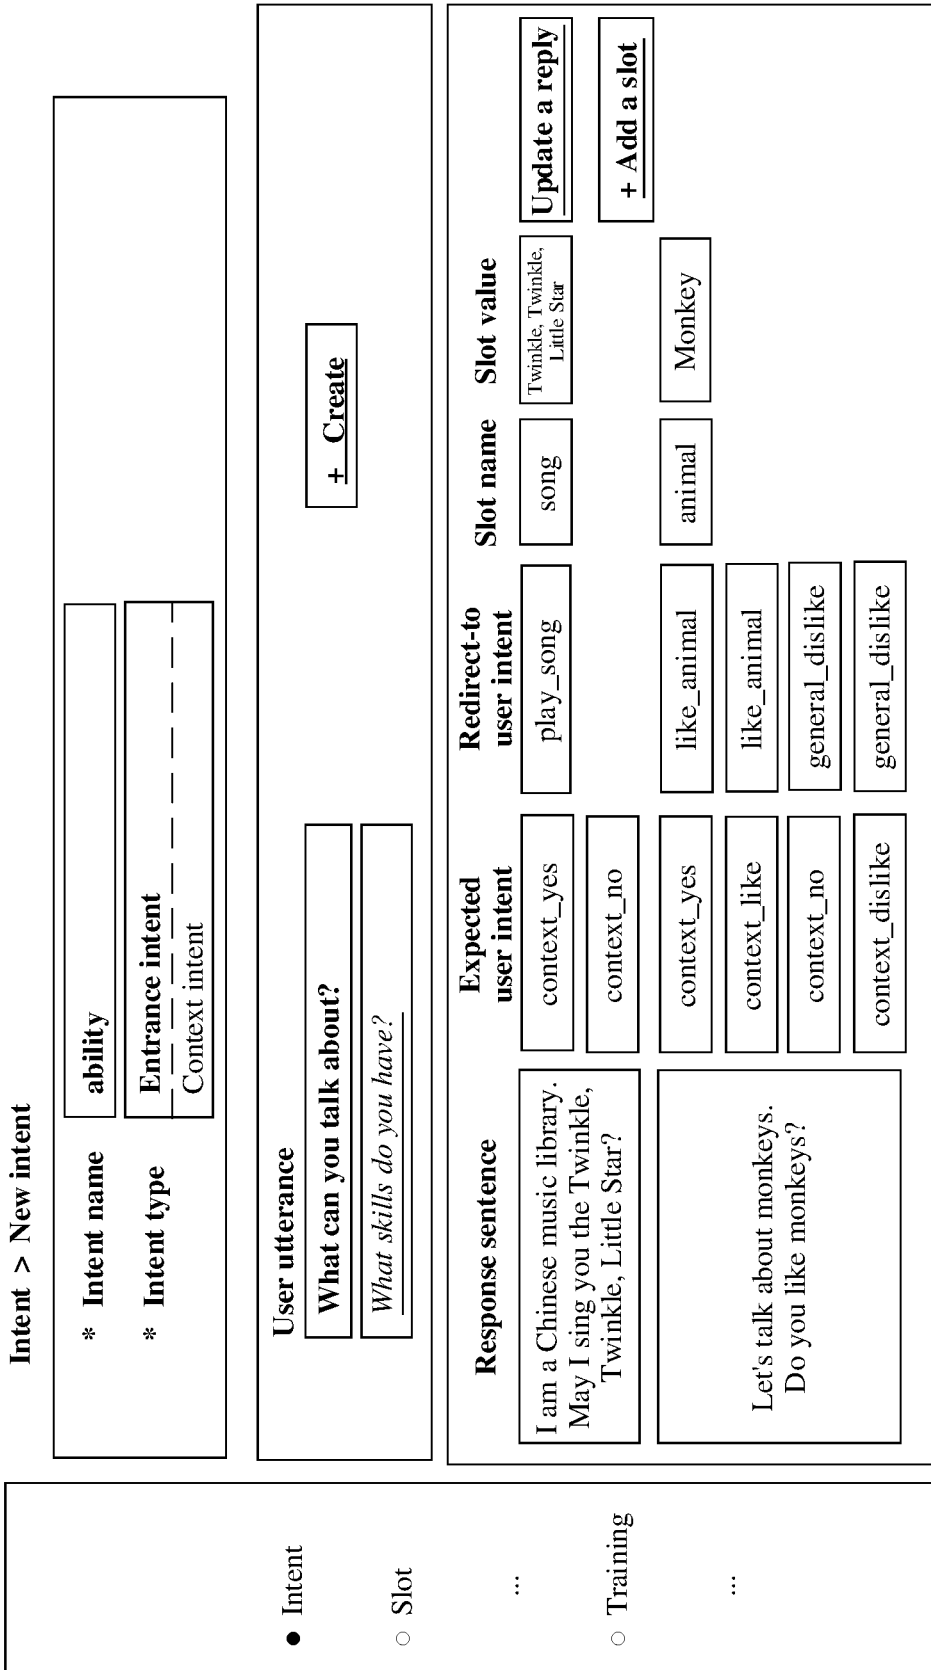 Intent > New intent
* Intent name
ability
* Intent type
Entrance intent
Context intent
● Intent
○ Slot
...
○ Training
...
User utterance
What can you talk about?
What skills do you have?
+ Create
Response sentence
Expected
user intent
Redirect-to
user intent
Slot name
Slot value
I am a Chinese music library.
May I sing you the Twinkle,
Twinkle, Little Star?
context_yes
play_song
song
Twinkle, Twinkle,
Little Star
Update a reply
context_no
+ Add a slot
Let's talk about monkeys.
Do you like monkeys?
context_yes
like_animal
animal
Monkey
context_like
like_animal
context_no
general_dislike
context_dislike
general_dislike